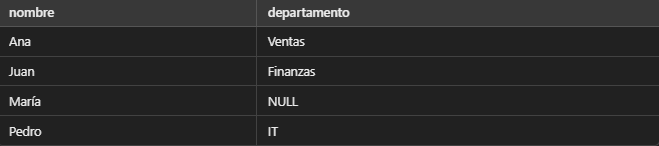 nombre departamento
Ana Ventas
Juan Finanzas
María NULL
Pedro IT